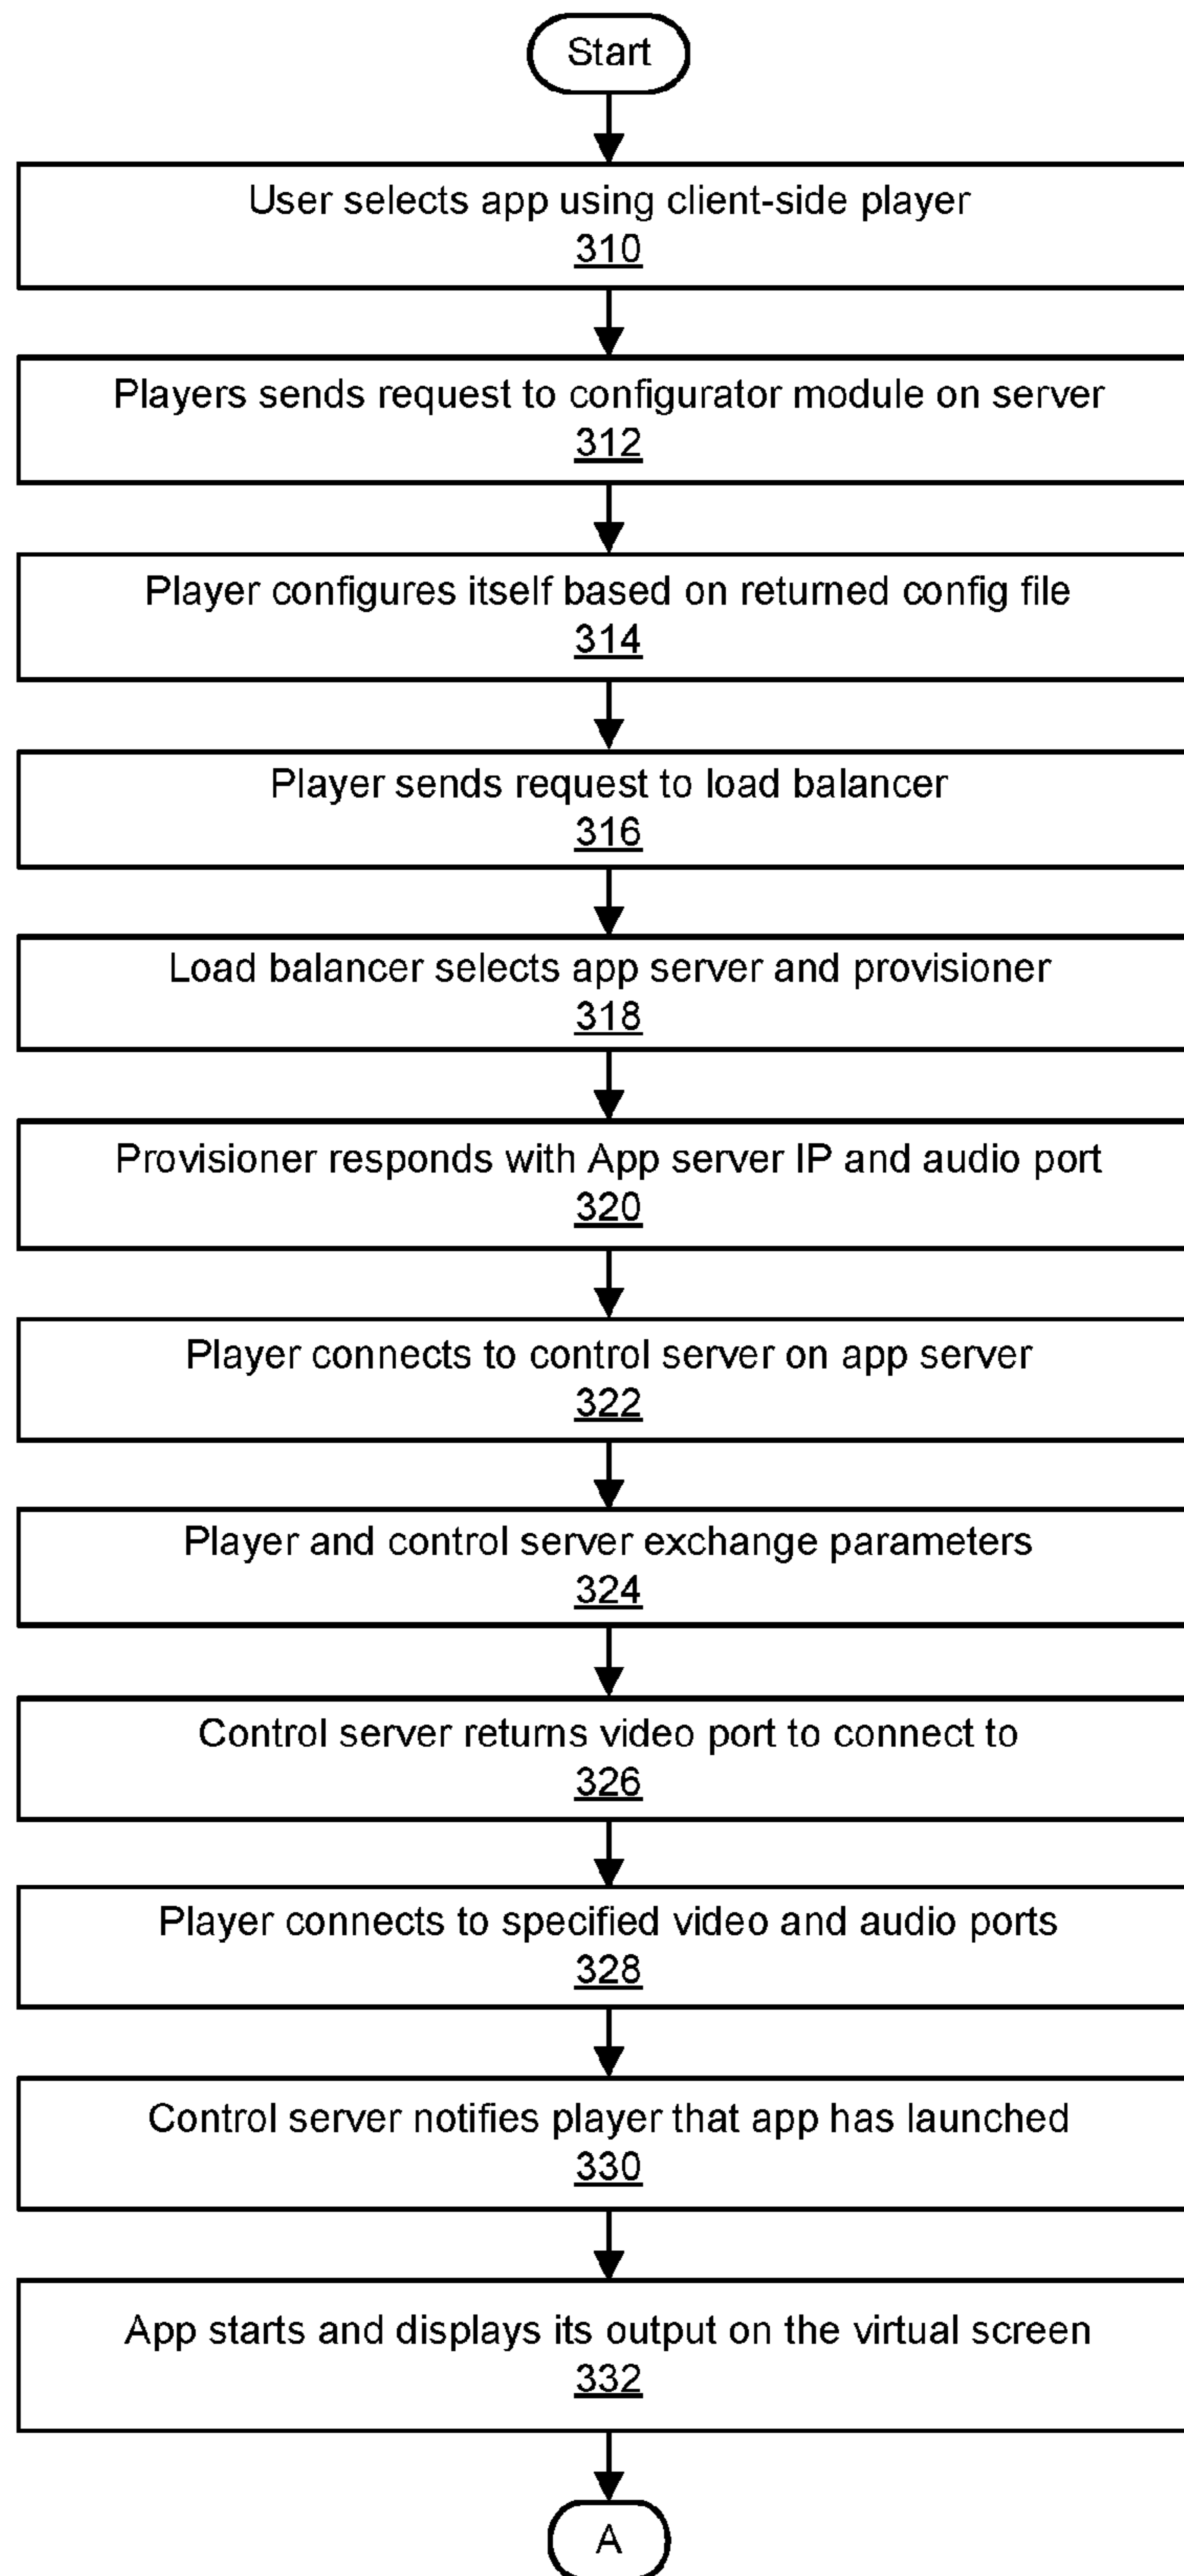 Start
User selects app using client-side player
310
Players sends request to configurator module on server
312
Player configures itself based on returned config file
314
Player sends request to load balancer
316
Load balancer selects app server and provisioner
318
Provisioner responds with App server IP and audio port
320
Player connects to control server on app server
322
Player and control server exchange parameters
324
Control server returns video port to connect to
326
Player connects to specified video and audio ports
328
Control server notifies player that app has launched
330
App starts and displays its output on the virtual screen
332
A